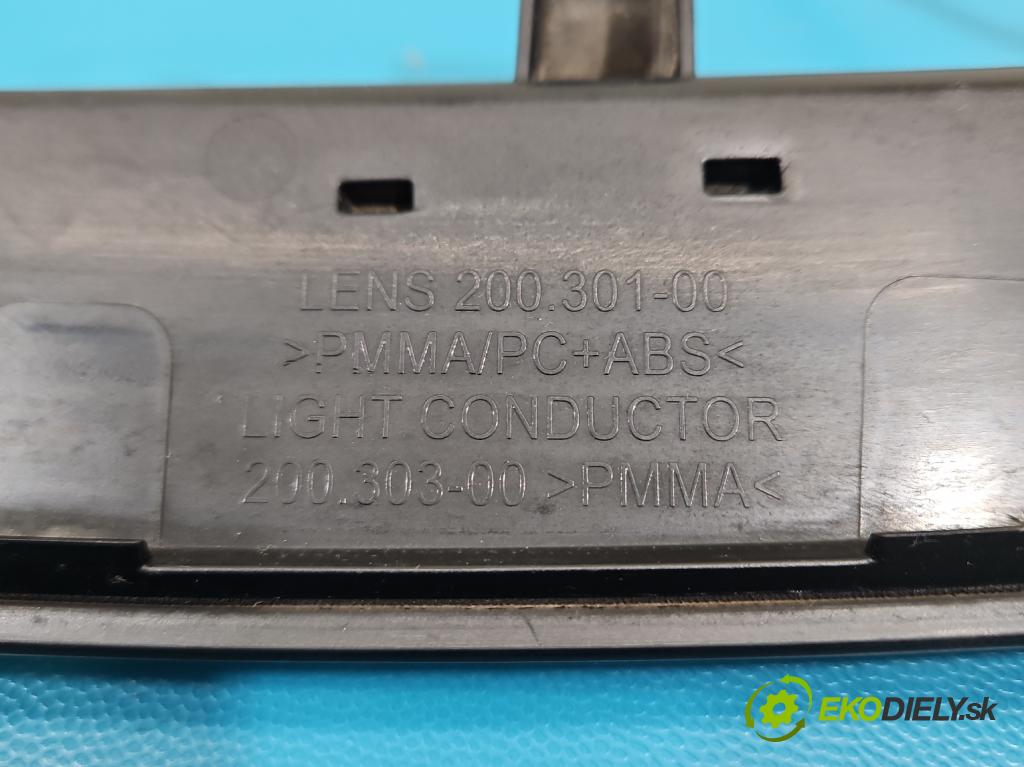 LENS 200.301-00
>PMMA/PC+ABS<
LIGHT CONDUCTOR
200.303-00 >PMMA<
EKODIELY.sk